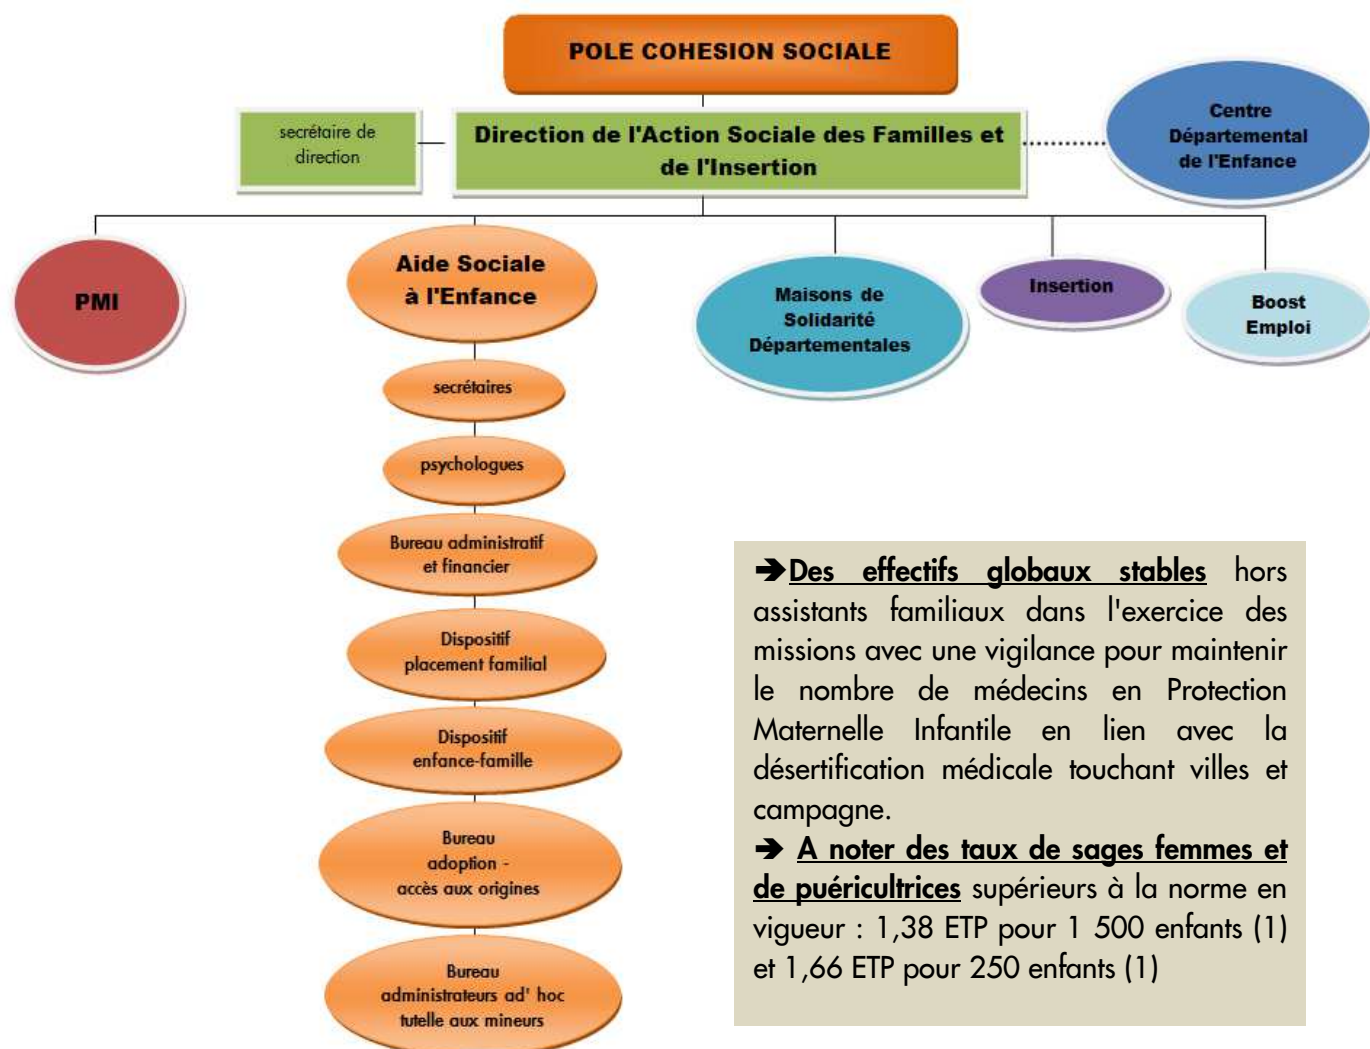 POLE COHESION SOCIALE
secrétaire de
direction
Direction de l'Action Sociale des Familles et
de l'Insertion
Centre
Départemental
de l'Enfance
PMI
Aide Sociale
à l'Enfance
Maisons de
Solidarité
Départementales
Insertion
Boost
Emploi
secrétaires
psychologues
Bureau administratif
et financier
Dispositif
placement familial
Dispositif
enfance-famille
Bureau
adoption -
accès aux origines
Bureau
administrateurs ad' hoc
tutelle aux mineurs
➔Des effectifs globaux stables hors
assistants familiaux dans l'exercice des
missions avec une vigilance pour maintenir
le nombre de médecins en Protection
Maternelle Infantile en lien avec la
désertification médicale touchant villes et
campagne.
➔ A noter des taux de sages femmes et
de puéricultrices supérieurs à la norme en
vigueur : 1,38 ETP pour 1 500 enfants (1)
et 1,66 ETP pour 250 enfants (1)